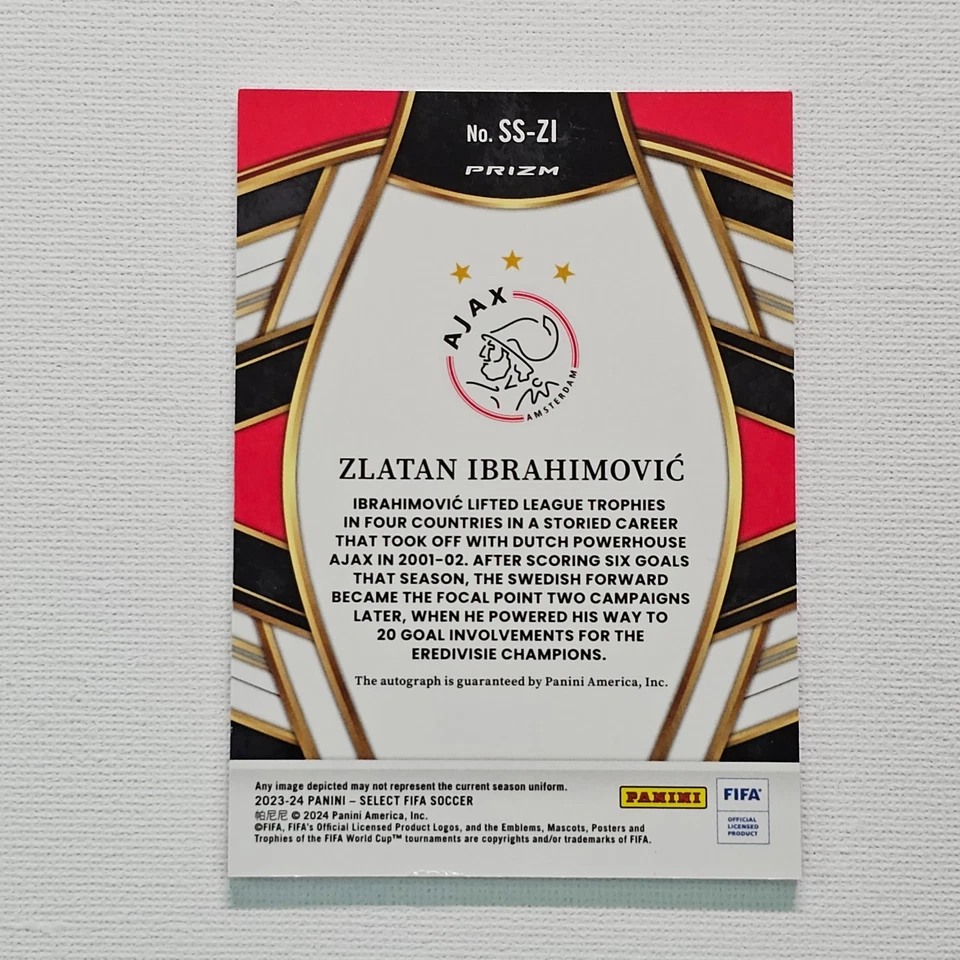 No. SS-ZI
PRIZM
AJAX
AMSTERDAM
ZLATAN IBRAHIMOVIĆ
IBRAHIMOVIĆ LIFTED LEAGUE TROPHIES
IN FOUR COUNTRIES IN A STORIED CAREER
THAT TOOK OFF WITH DUTCH POWERHOUSE
AJAX IN 2001-02. AFTER SCORING SIX GOALS
THAT SEASON, THE SWEDISH FORWARD
BECAME THE FOCAL POINT TWO CAMPAIGNS
LATER, WHEN HE POWERED HIS WAY TO
20 GOAL INVOLVEMENTS FOR THE
EREDIVISIE CHAMPIONS.
The autograph is guaranteed by Panini America, Inc.
Any image depicted may not represent the current season uniform.
2023-24 PANINI – SELECT FIFA SOCCER
帕尼尼 © 2024 Panini America, Inc.
©FIFA, FIFA's Official Licensed Product Logos, and the Emblems, Mascots, Posters and
Trophies of the FIFA World Cup™ tournaments are copyrights and/or trademarks of FIFA.
PANINI
FIFA®
OFFICIAL
LICENSED
PRODUCT